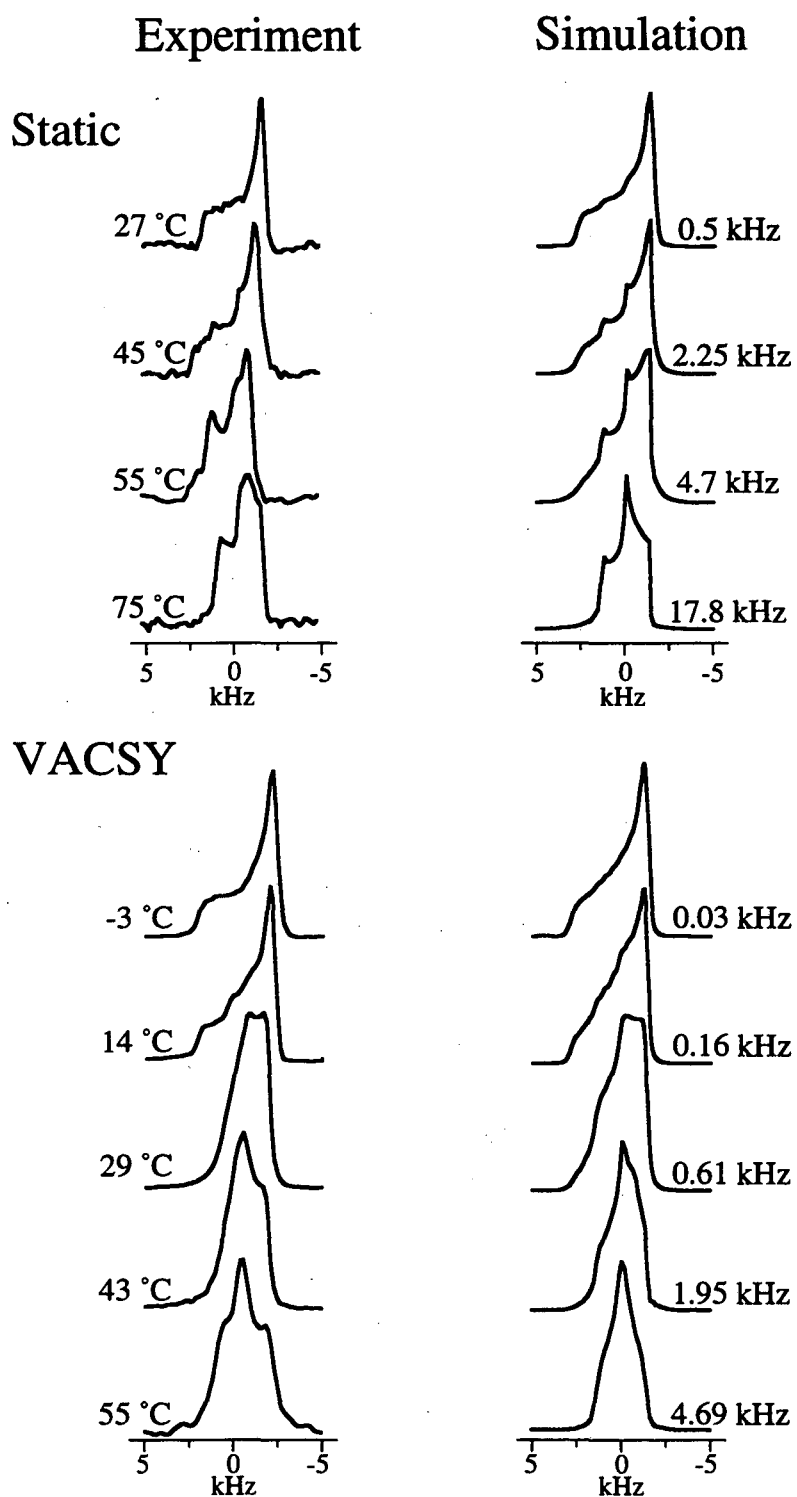 Experiment Simulation
Static
27 °C 0.5 kHz
45 °C 2.25 kHz
55 °C 4.7 kHz
75 °C 17.8 kHz
5 0 -5 5 0 -5
kHz kHz
VACSY
-3 °C 0.03 kHz
14 °C 0.16 kHz
29 °C 0.61 kHz
43 °C 1.95 kHz
55 °C 4.69 kHz
5 0 -5 5 0 -5
kHz kHz